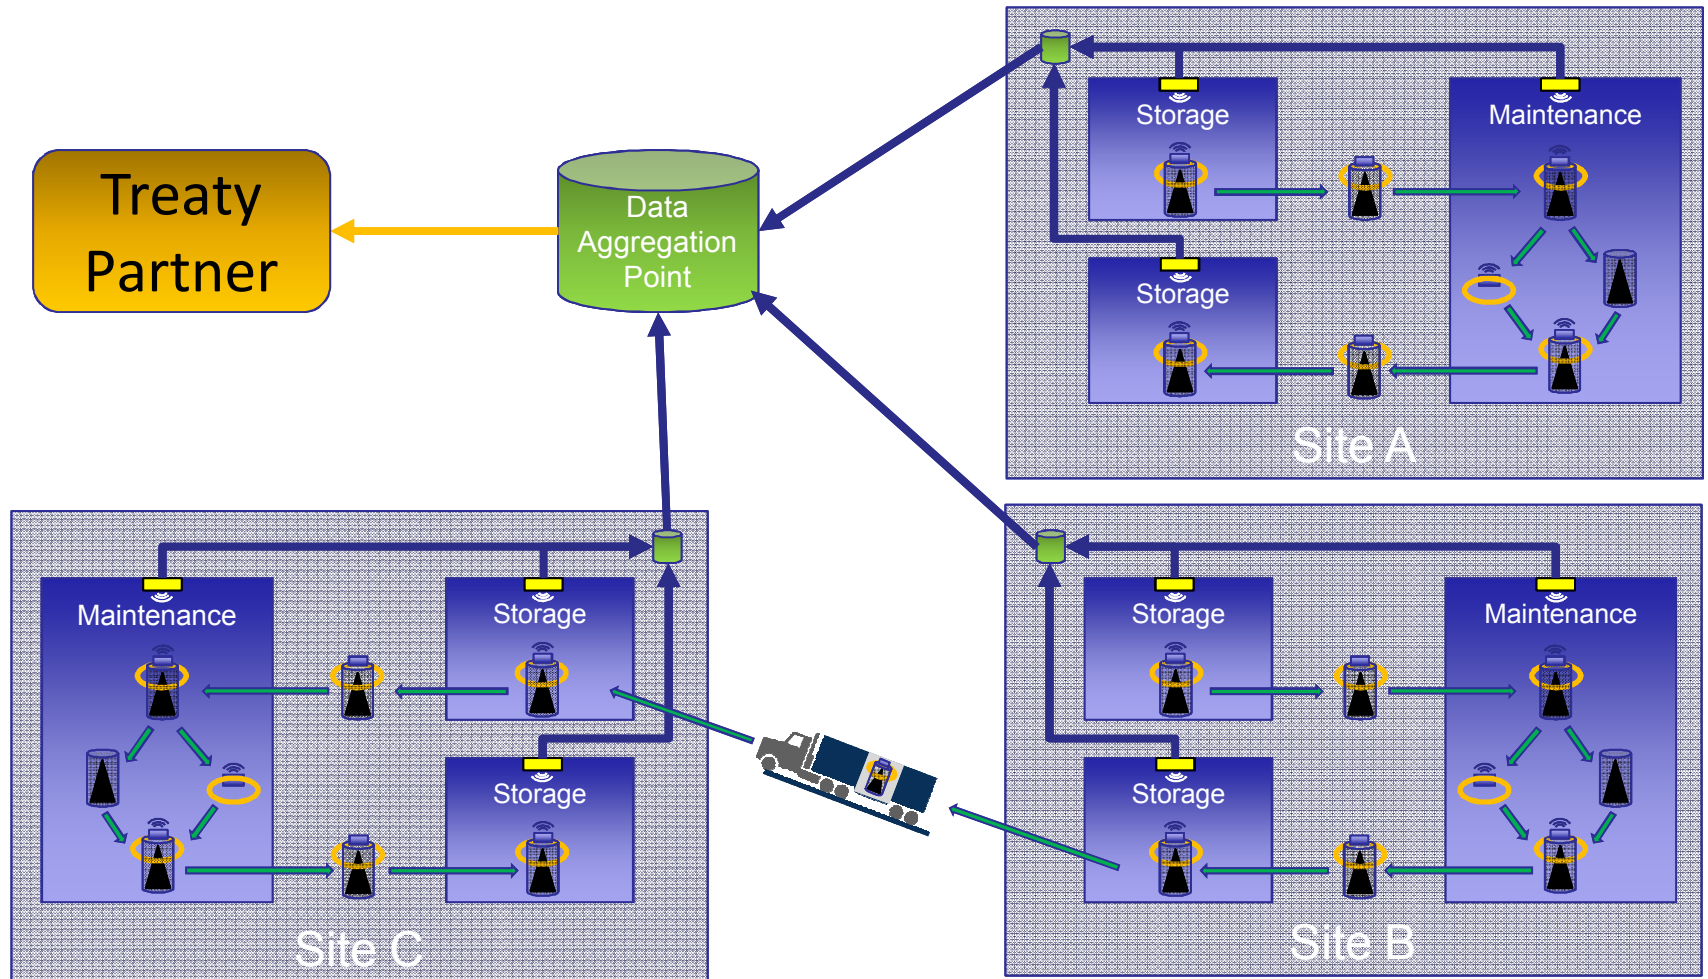 Treaty
Partner
Data
Aggregation
Point
Storage
Maintenance
Storage
Site A
Maintenance
Storage
Storage
Site C
Storage
Maintenance
Storage
Site B